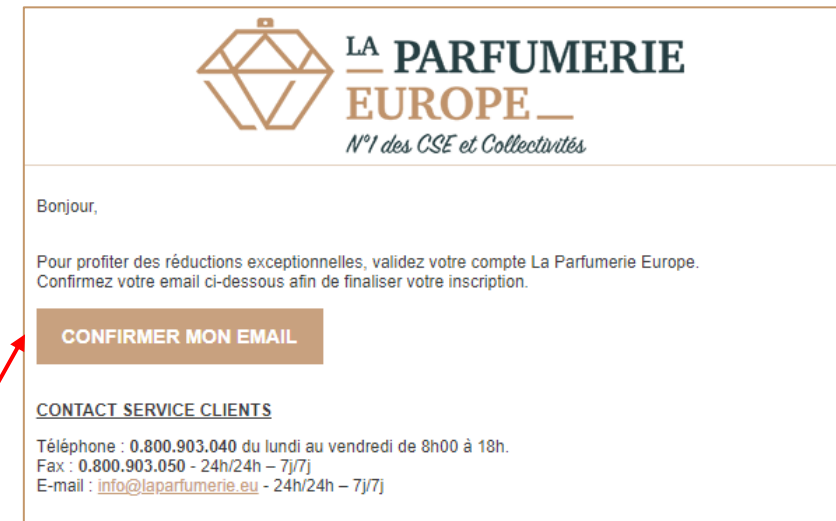 LA PARFUMERIE
EUROPE
N°1 des CSE et Collectivités
Bonjour,
Pour profiter des réductions exceptionnelles, validez votre compte La Parfumerie Europe.
Confirmez votre email ci-dessous afin de finaliser votre inscription.
CONFIRMER MON EMAIL
CONTACT SERVICE CLIENTS
Téléphone : 0.800.903.040 du lundi au vendredi de 8h00 à 18h.
Fax : 0.800.903.050 - 24h/24h – 7j/7j
E-mail : info@laparfumerie.eu - 24h/24h – 7j/7j